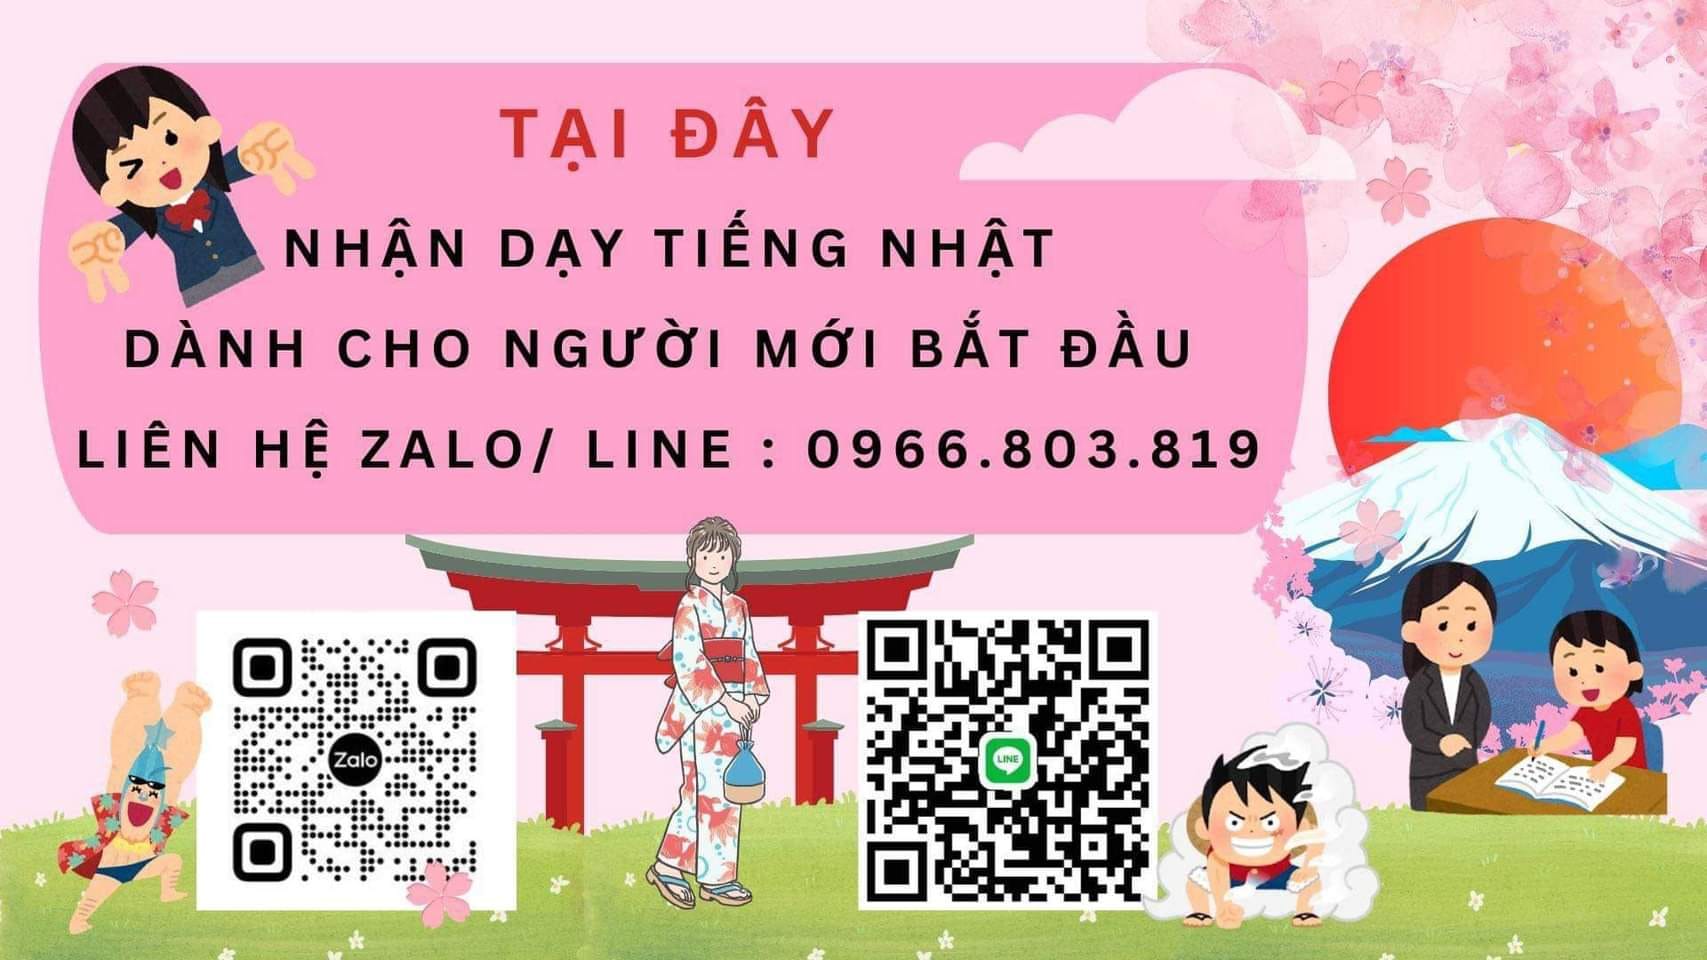 TẠI ĐÂY
NHẬN DẠY TIẾNG NHẬT
DÀNH CHO NGƯỜI MỚI BẮT ĐẦU
LIÊN HỆ ZALO/ LINE : 0966.803.819
Zalo
LINE